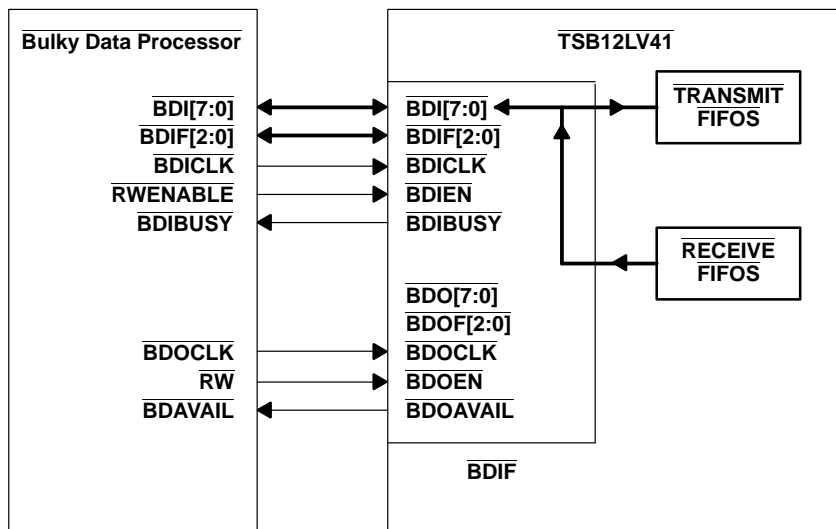 Bulky Data Processor
TSB12LV41
BDI[7:0]
BDIF[2:0]
BDICLK
RWENABLE
BDIBUSY
BDOCLK
RW
BDAVAIL
BDI[7:0]
BDIF[2:0]
BDICLK
BDIEN
BDIBUSY
BDO[7:0]
BDOF[2:0]
BDOCLK
BDOEN
BDOAVAIL
BDIF
TRANSMIT
FIFOS
RECEIVE
FIFOS